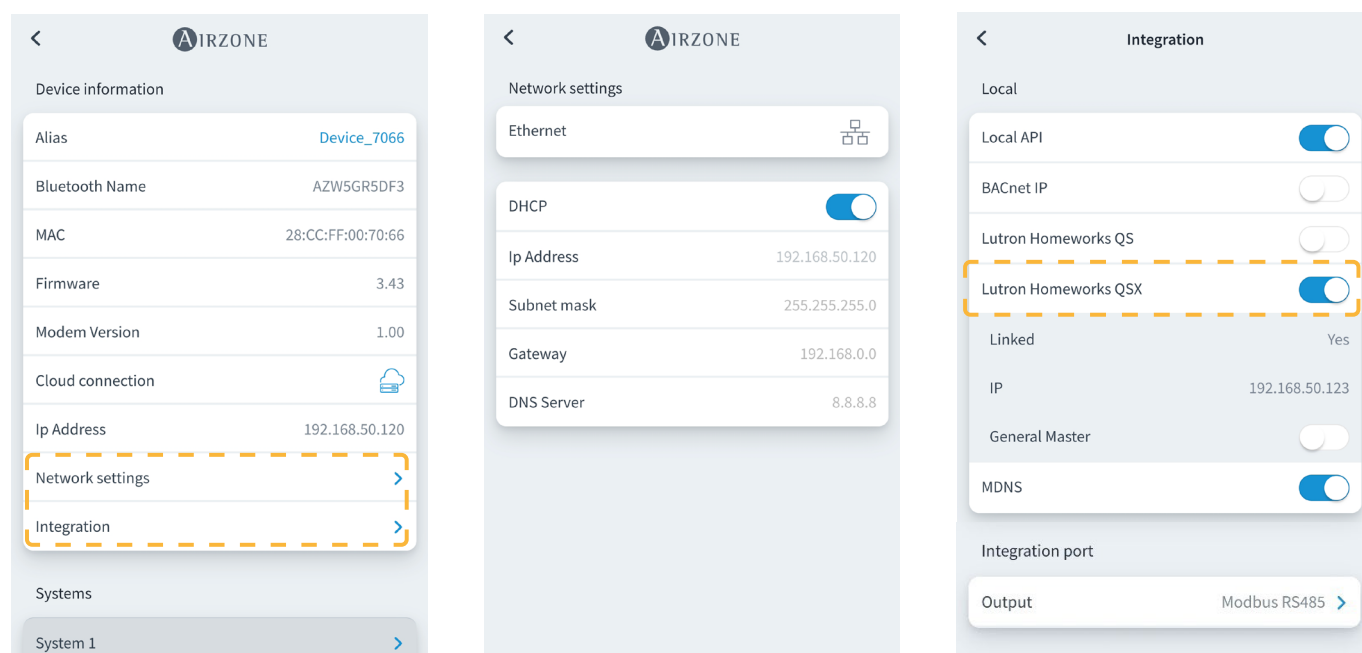 AIRZONE
Device information
Alias Device_7066
Bluetooth Name AZW5GR5DF3
MAC 28:CC:FF:00:70:66
Firmware 3.43
Modem Version 1.00
Cloud connection
Ip Address 192.168.50.120
Network settings
Integration
Systems
System 1
AIRZONE
Network settings
Ethernet
DHCP
Ip Address 192.168.50.120
Subnet mask 255.255.255.0
Gateway 192.168.0.0
DNS Server 8.8.8.8
Integration
Local
Local API
BACnet IP
Lutron Homeworks QS
Lutron Homeworks QSX
Linked Yes
IP 192.168.50.123
General Master
MDNS
Integration port
Output Modbus RS485